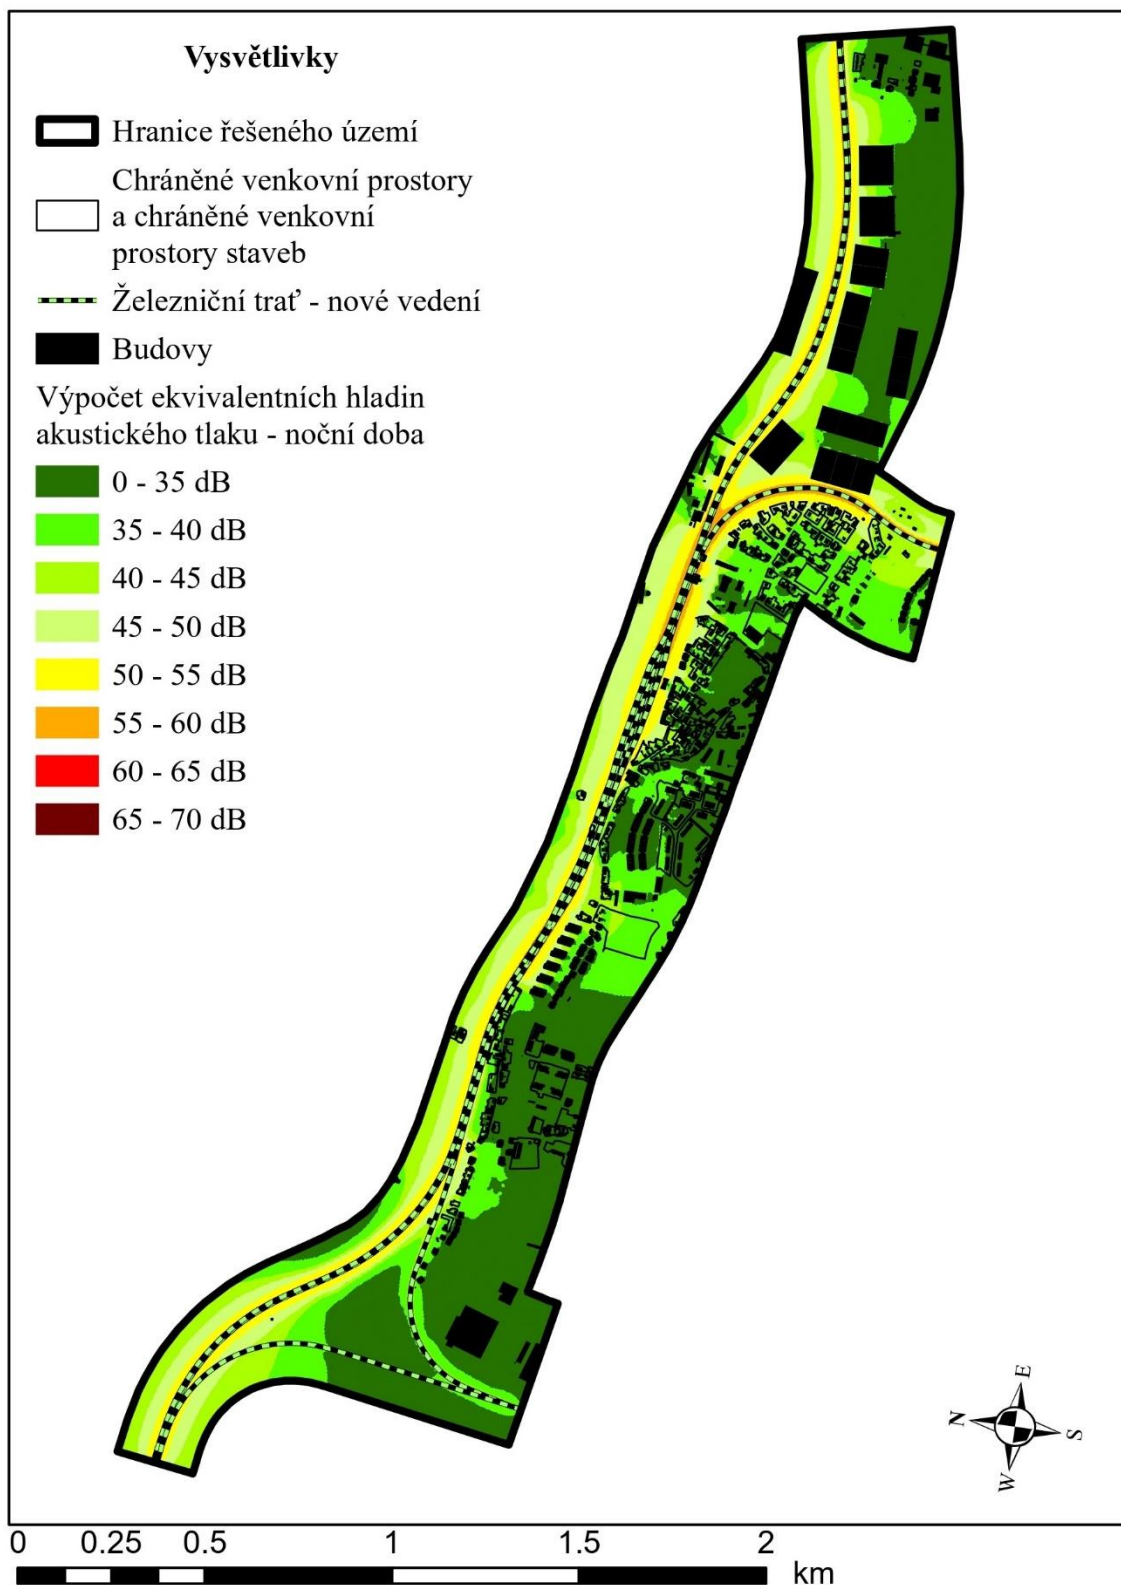 Vysvětlivky
Hranice řešeného území
Chráněné venkovní prostory
a chráněné venkovní
prostory staveb
Železniční trať - nové vedení
Budovy
Výpočet ekvivalentních hladin
akustického tlaku - noční doba
0 - 35 dB
35 - 40 dB
40 - 45 dB
45 - 50 dB
50 - 55 dB
55 - 60 dB
60 - 65 dB
65 - 70 dB
E
N
S
W
0 0.25 0.5 1 1.5 2
km